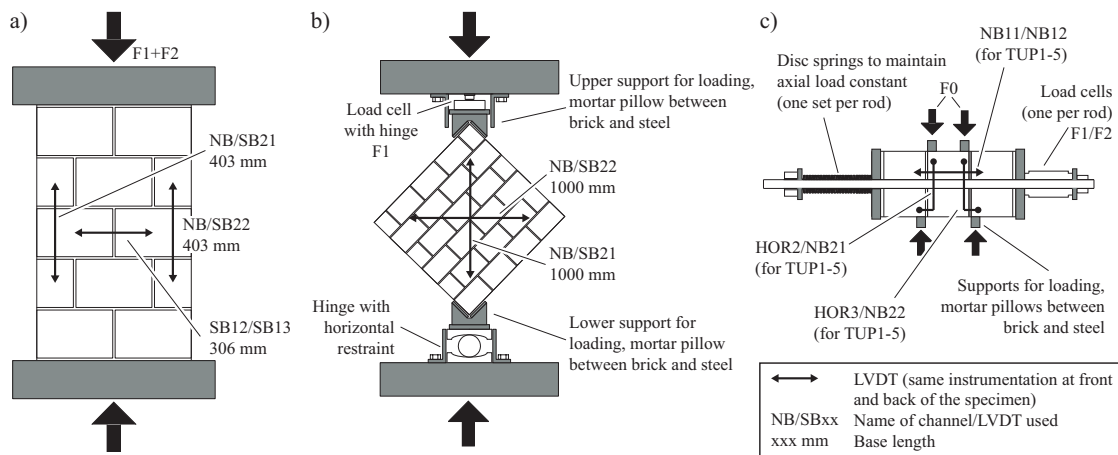 a)
F1+F2
NB/SB21
403 mm
NB/SB22
403 mm
SB12/SB13
306 mm
b)
Load cell
with hinge
F1
Upper support for loading,
mortar pillow between
brick and steel
NB/SB22
1000 mm
NB/SB21
1000 mm
Hinge with
horizontal
restraint
Lower support for
loading, mortar pillow
between brick and steel
c)
NB11/NB12
(for TUP1-5)
Disc springs to maintain
axial load constant
(one set per rod)
F0
Load cells
(one per rod)
F1/F2
HOR2/NB21
(for TUP1-5)
HOR3/NB22
(for TUP1-5)
Supports for loading,
mortar pillows between
brick and steel
LVDT (same instrumentation at front
and back of the specimen)
NB/SBxx Name of channel/LVDT used
xxx mm Base length